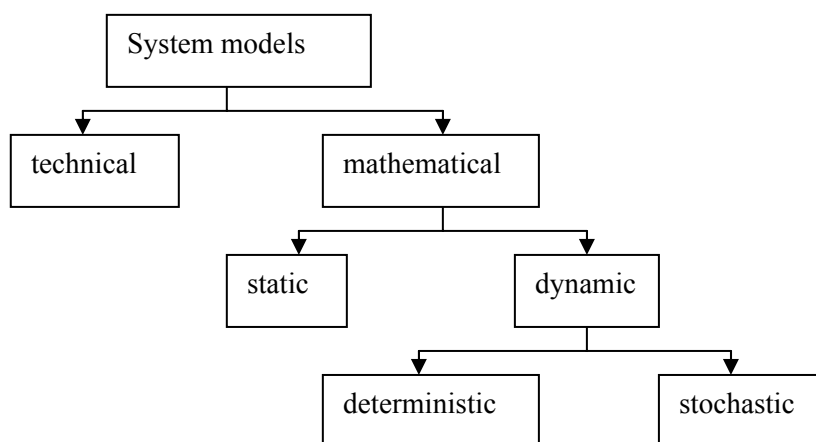 System models
technical
mathematical
static
dynamic
deterministic
stochastic